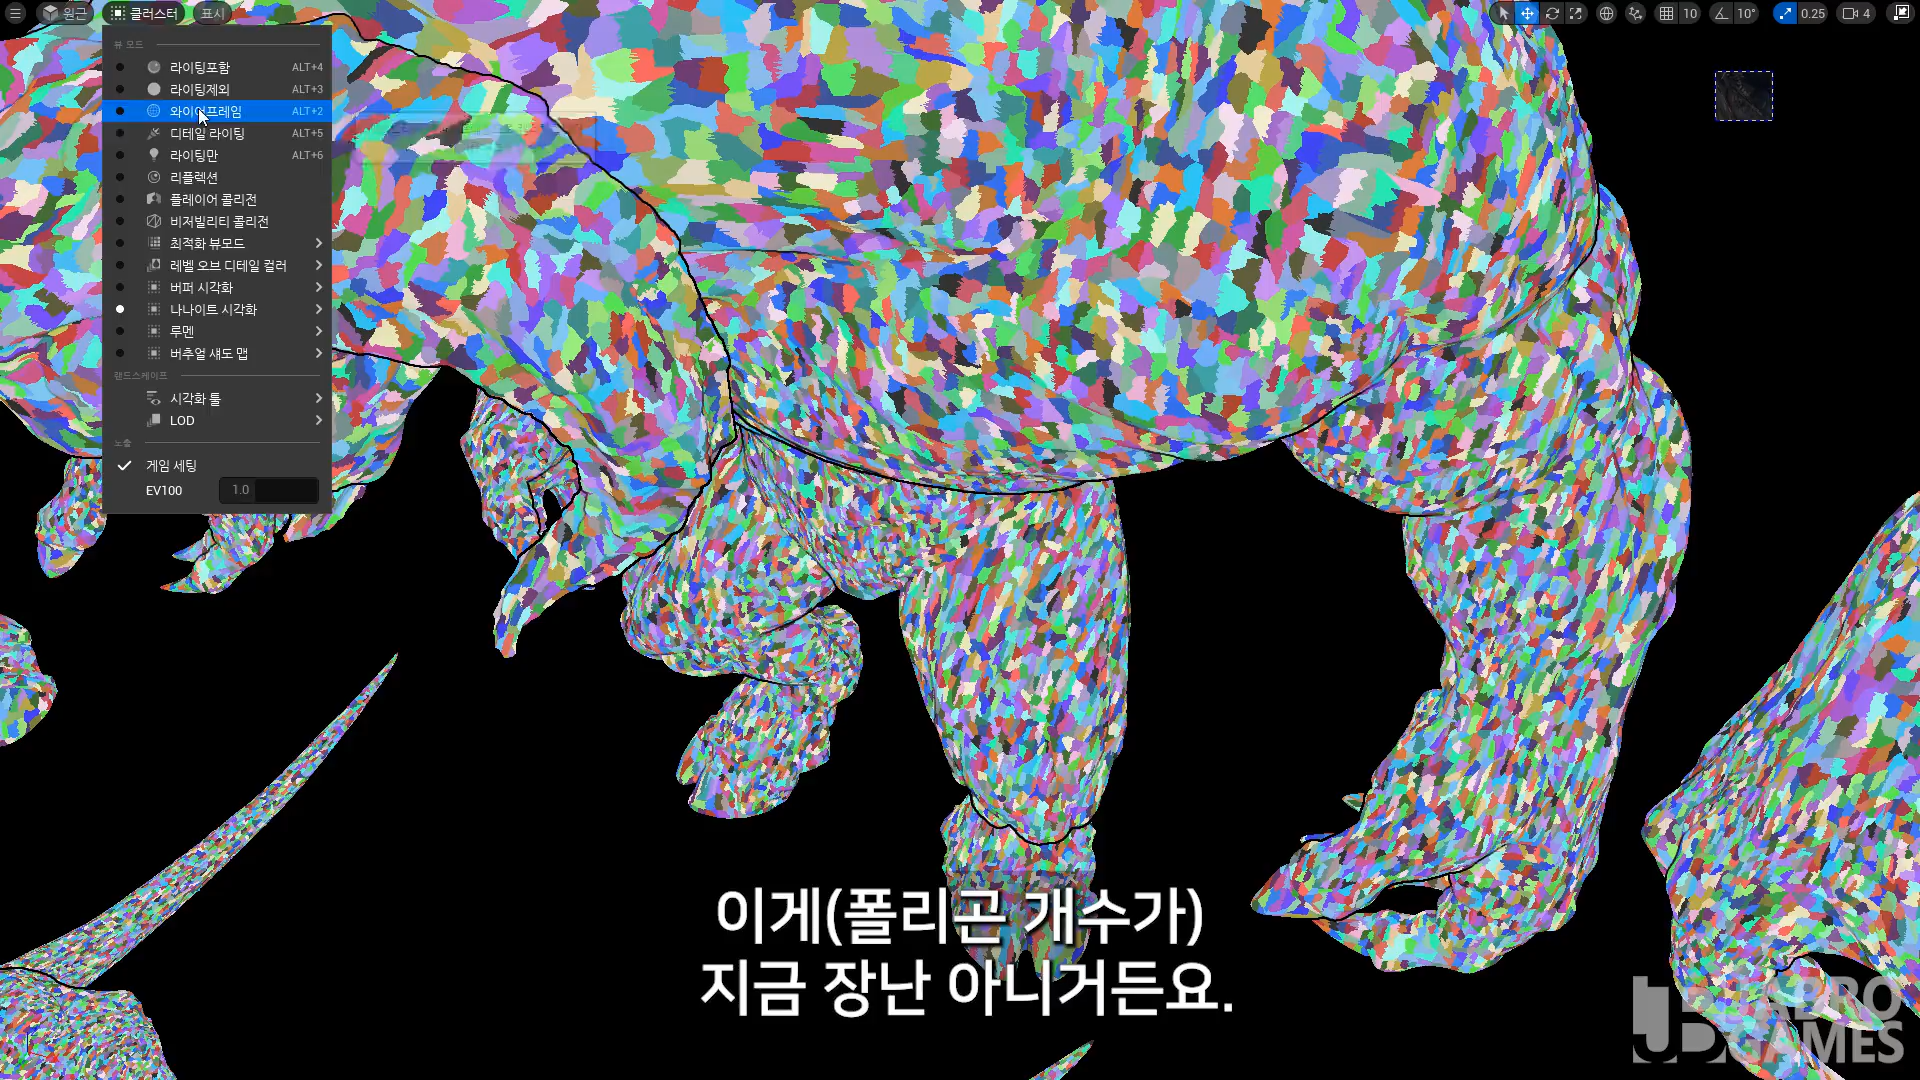 원근
클러스터
표시
10
10°
0.25
4
뷰 모드
라이팅포함 ALT+4
라이팅제외 ALT+3
와이어프레임 ALT+2
디테일 라이팅 ALT+5
라이팅만 ALT+6
리플렉션
플레이어 콜리전
비저빌리티 콜리전
최적화 뷰모드
레벨 오브 디테일 컬러
버퍼 시각화
나나이트 시각화
루멘
버추얼 섀도 맵
랜드스케이프
시각화 툴
LOD
노출
게임 세팅
EV100 1.0
이게(폴리곤 개수가)
지금 장난 아니거든요.
JABRO
GAMES